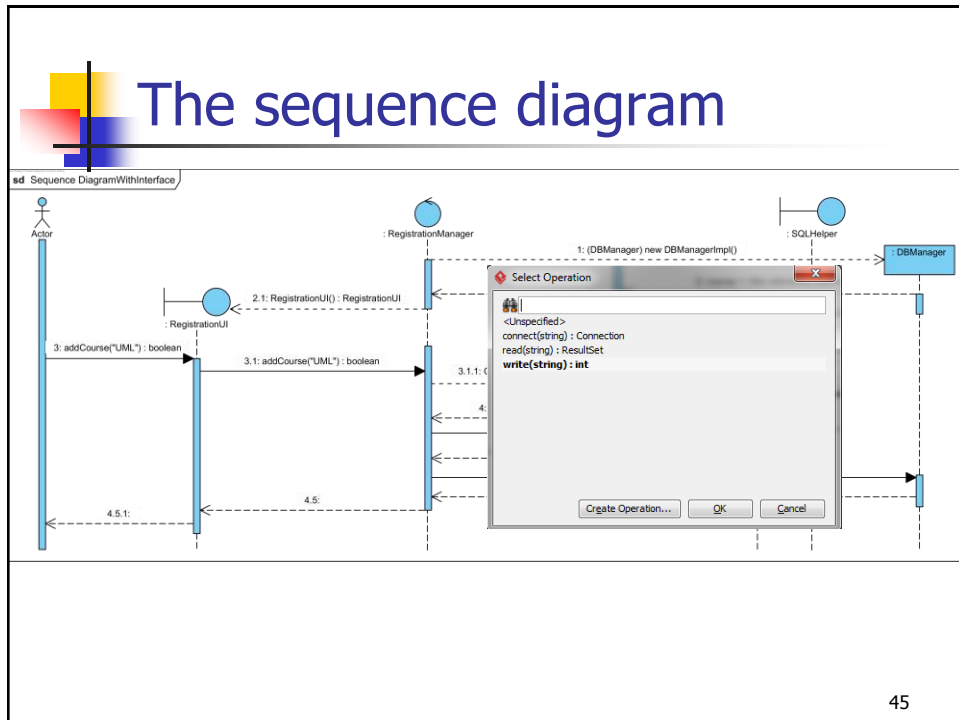 The sequence diagram
sd Sequence DiagramWithInterface
Actor
: RegistrationManager
: SQLHelper
1: (DBManager) new DBManagerImpl()
: DBManager
Select Operation
2.1: RegistrationUI() : RegistrationUI
: RegistrationUI
<Unspecified>
connect(string) : Connection
read(string) : ResultSet
write(string) : int
3: addCourse("UML") : boolean
3.1: addCourse("UML") : boolean
3.1.1:
4:
4.5:
4.5.1:
Create Operation...
OK
Cancel
45